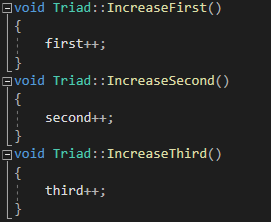 void Triad::IncreaseFirst()
{
first++;
}
void Triad::IncreaseSecond()
{
second++;
}
void Triad::IncreaseThird()
{
third++;
}